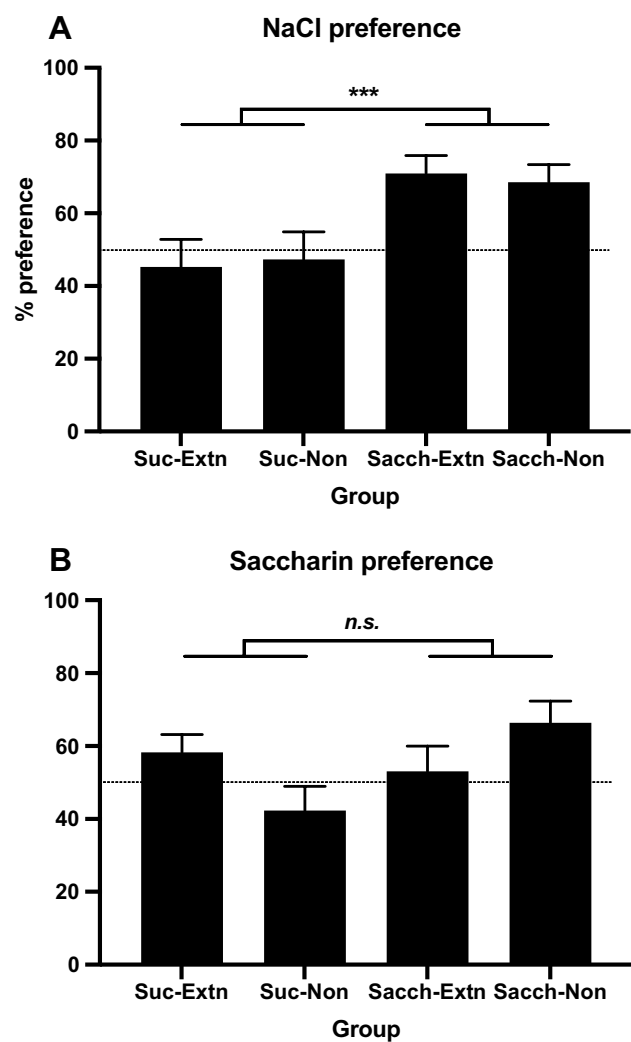 A
NaCl preference
% preference
100
80
60
40
20
0
***
Suc-Extn Suc-Non Sacch-Extn Sacch-Non
Group
B
Saccharin preference
100
80
60
40
20
0
n.s.
Suc-Extn Suc-Non Sacch-Extn Sacch-Non
Group